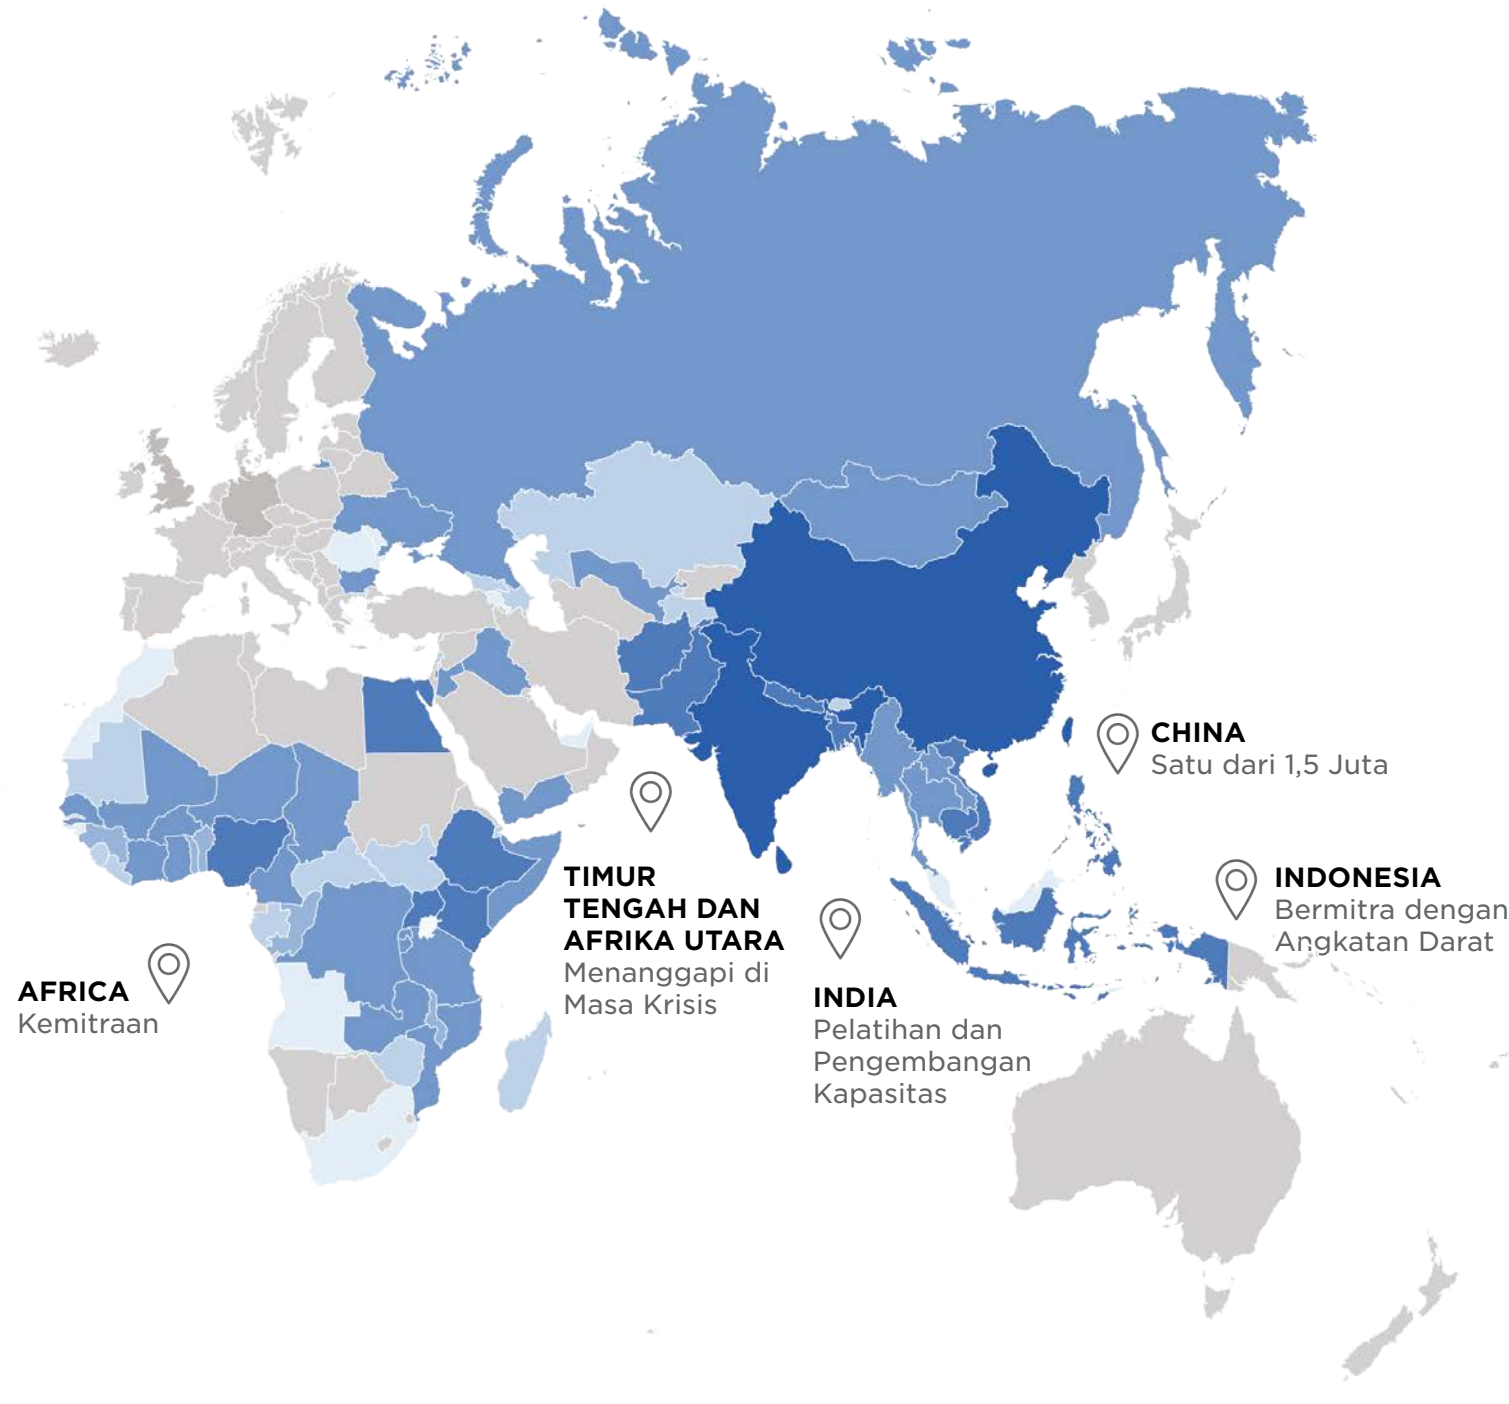 CHINA
Satu dari 1,5 Juta
INDONESIA
Bermitra dengan
Angkatan Darat
TIMUR
TENGAH DAN
AFRIKA UTARA
Menanggapi di
Masa Krisis
INDIA
Pelatihan dan
Pengembangan
Kapasitas
AFRICA
Kemitraan